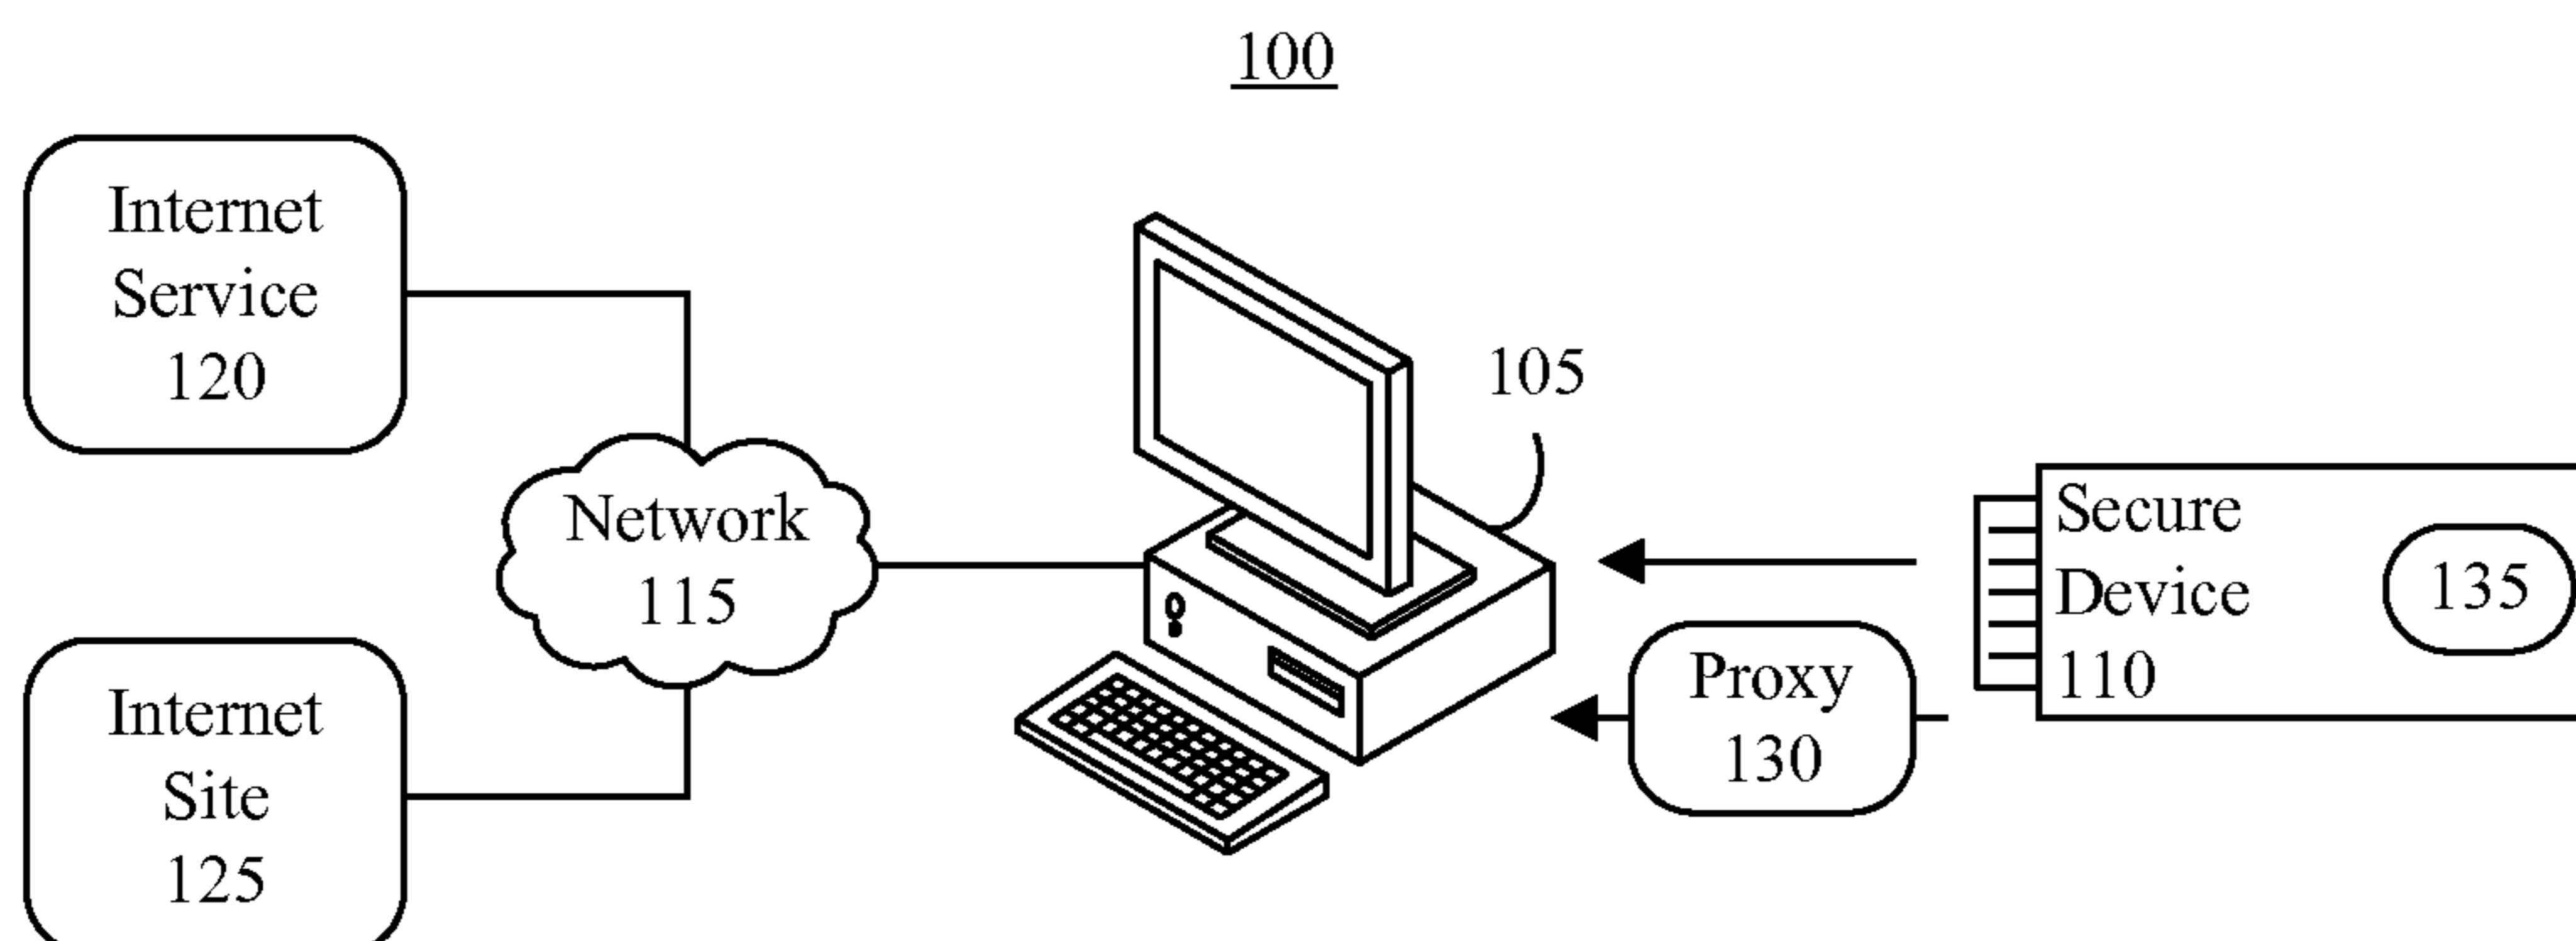 100
Internet
Service
120
105
Network
115
Secure
Device
110
135
Proxy
130
Internet
Site
125